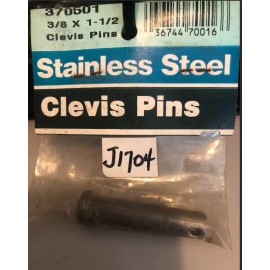 370501
3/8 X 1-1/2
Clevis Pins
36744 70016
Stainless Steel
Clevis Pins
J1704